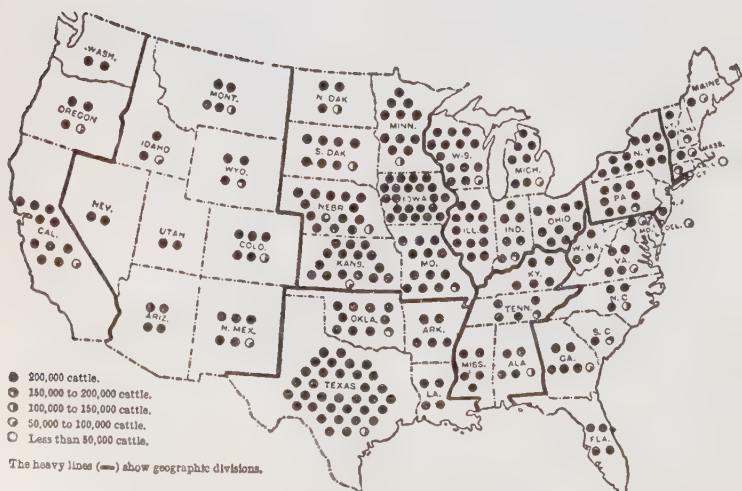 WASH.
MONT.
N. DAK
MINN.
MAINE
OREGON
IDAHO
S. DAK
WIS.
MICH.
N.Y
VT.
N.H.
MASS.
CT.
WYO.
NEBR
IOWA
PA
NEV.
UTAH
COLO.
CAL.
KANS.
MO.
ILL.
IND.
OHIO
W. VA.
MD.
DEL.
VA.
KY.
ARIZ.
N. MEX.
OKLA.
ARK.
TENN.
N. C
S. C
TEXAS
LA.
MISS.
ALA
GA.
FLA.
200,000 cattle.
150,000 to 200,000 cattle.
100,000 to 150,000 cattle.
50,000 to 100,000 cattle.
Less than 50,000 cattle.
The heavy lines (▬) show geographic divisions.